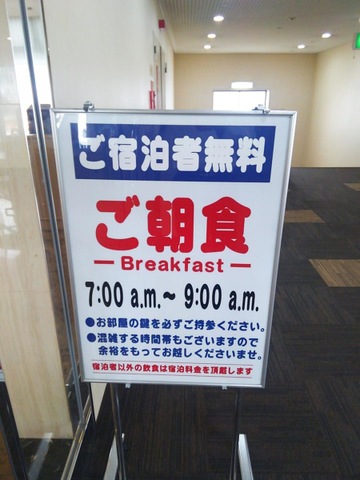 ご宿泊者無料
ご朝食
Breakfast
7:00 a.m.~ 9:00 a.m.
●お部屋の鍵を必ずご持参ください。
●混雑する時間帯もございますので
余裕をもってお越しくださいませ。
宿泊者以外の飲食は宿泊料金を頂戴します